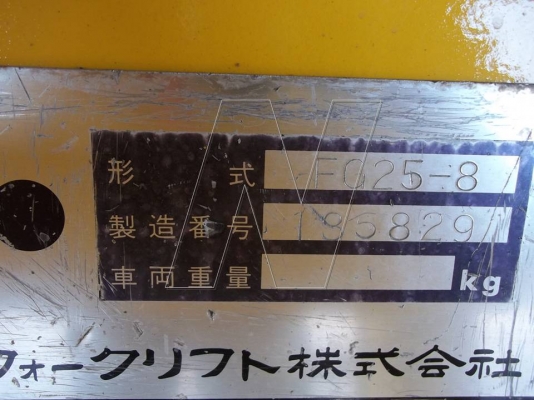 形式 FG25-8
製造番号 135829
車両重量 kg
フォークリフト株式会社